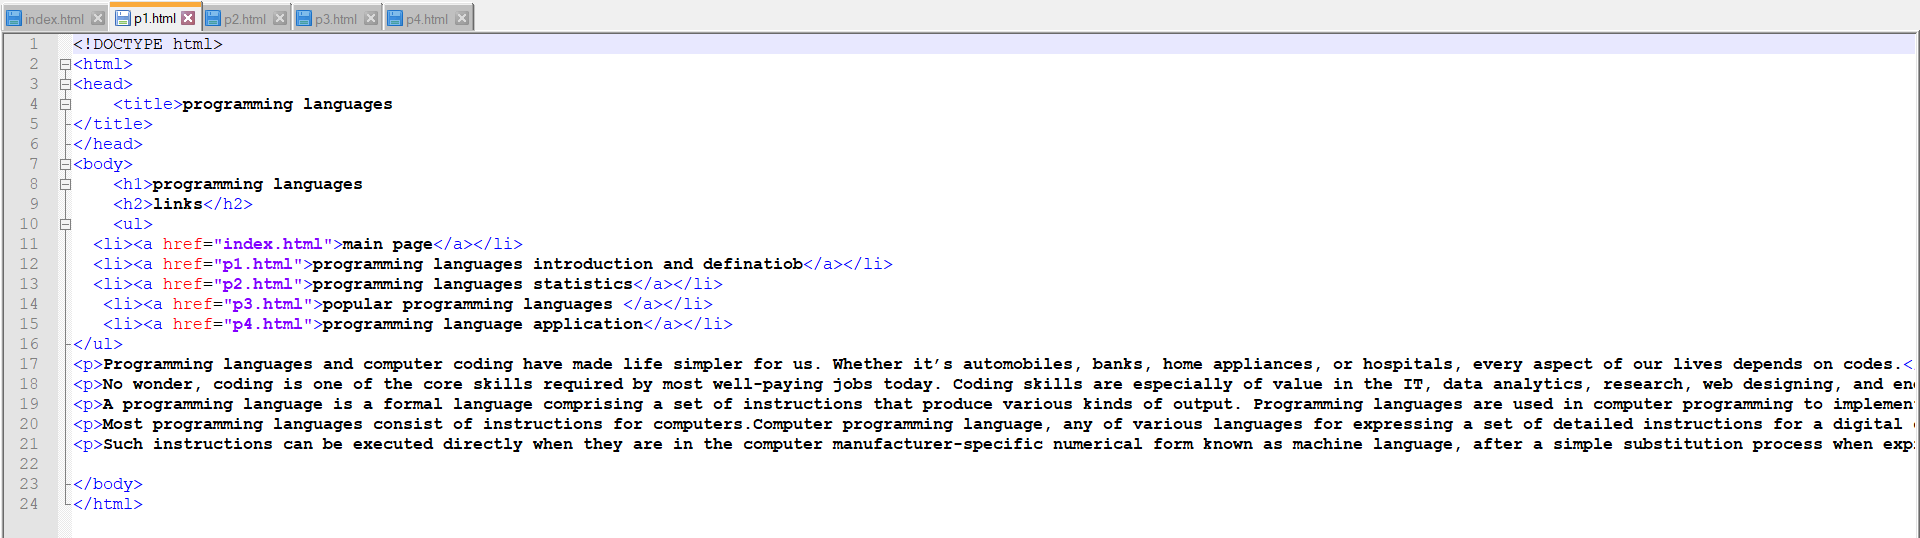 index.html p1.html p2.html p3.html p4.html
1 <!DOCTYPE html>
2 <html>
3 <head>
4 <title>programming languages
5 </title>
6 </head>
7 <body>
8 <h1>programming languages
9 <h2>links</h2>
10 <ul>
11 <li><a href="index.html">main page</a></li>
12 <li><a href="p1.html">programming languages introduction and definatiob</a></li>
13 <li><a href="p2.html">programming languages statistics</a></li>
14 <li><a href="p3.html">popular programming languages </a></li>
15 <li><a href="p4.html">programming language application</a></li>
16 </ul>
17 <p>Programming languages and computer coding have made life simpler for us. Whether it’s automobiles, banks, home appliances, or hospitals, every aspect of our lives depends on codes.<
18 <p>No wonder, coding is one of the core skills required by most well-paying jobs today. Coding skills are especially of value in the IT, data analytics, research, web designing, and
19 <p>A programming language is a formal language comprising a set of instructions that produce various kinds of output. Programming languages are used in computer programming to implemen
20 <p>Most programming languages consist of instructions for computers.Computer programming language, any of various languages for expressing a set of detailed instructions for a digital
21 <p>Such instructions can be executed directly when they are in the computer manufacturer-specific numerical form known as machine language, after a simple substitution process when exp
22
23 </body>
24 </html>